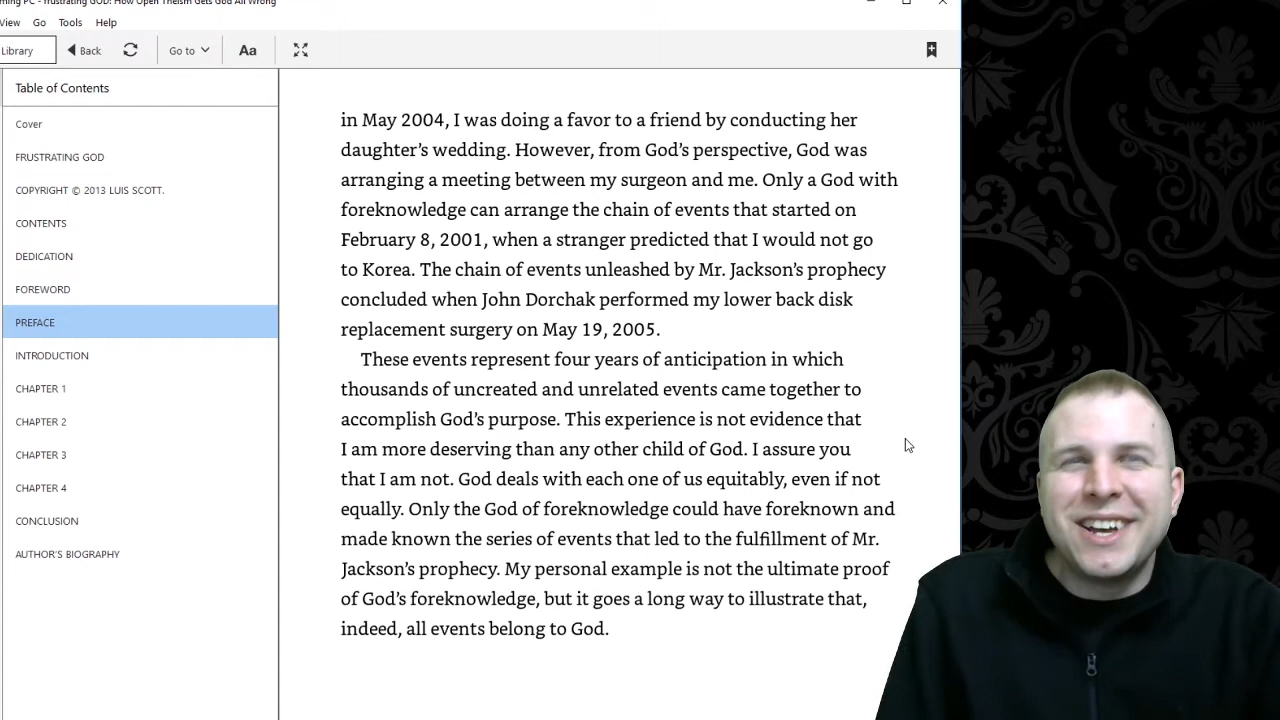 ming PC - frustrating GOD: How Open Theism Gets God All Wrong
View Go Tools Help
Library Back Go to Aa
Table of Contents
Cover
FRUSTRATING GOD
COPYRIGHT © 2013 LUIS SCOTT.
CONTENTS
DEDICATION
FOREWORD
PREFACE
INTRODUCTION
CHAPTER 1
CHAPTER 2
CHAPTER 3
CHAPTER 4
CONCLUSION
AUTHOR'S BIOGRAPHY
in May 2004, I was doing a favor to a friend by conducting her
daughter’s wedding. However, from God’s perspective, God was
arranging a meeting between my surgeon and me. Only a God with
foreknowledge can arrange the chain of events that started on
February 8, 2001, when a stranger predicted that I would not go
to Korea. The chain of events unleashed by Mr. Jackson’s prophecy
concluded when John Dorchak performed my lower back disk
replacement surgery on May 19, 2005.
These events represent four years of anticipation in which
thousands of uncreated and unrelated events came together to
accomplish God’s purpose. This experience is not evidence that
I am more deserving than any other child of God. I assure you
that I am not. God deals with each one of us equitably, even if not
equally. Only the God of foreknowledge could have foreknown and
made known the series of events that led to the fulfillment of Mr.
Jackson’s prophecy. My personal example is not the ultimate proof
of God’s foreknowledge, but it goes a long way to illustrate that,
indeed, all events belong to God.